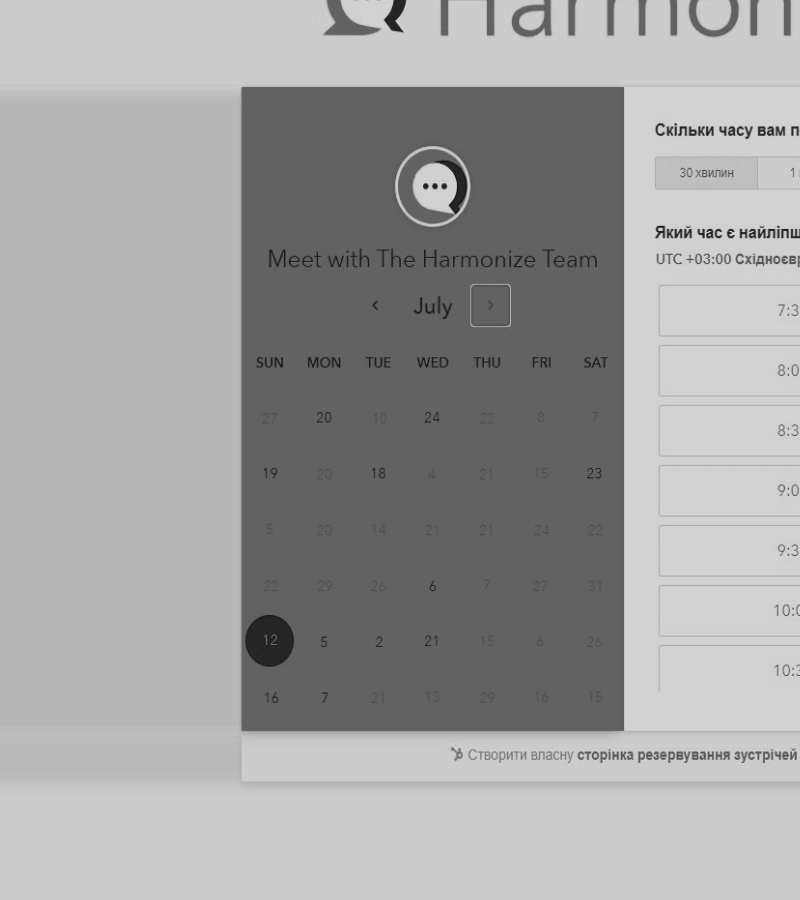 Harmon
Meet with The Harmonize Team
July
SUN MON TUE WED THU FRI SAT
27 20 10 24 22 8 7
19 20 18 4 21 15 23
5 20 14 21 21 24 22
22 29 26 6 7 27 31
12 5 2 21 15 6 26
16 7 21 13 29 16 15
Скільки часу вам п
30 хвилин 1
Який час є найліпш
UTC +03:00 Східноєвр
7:3
8:0
8:3
9:0
9:3
10:0
10:3
Створити власну сторінка резервування зустрічей